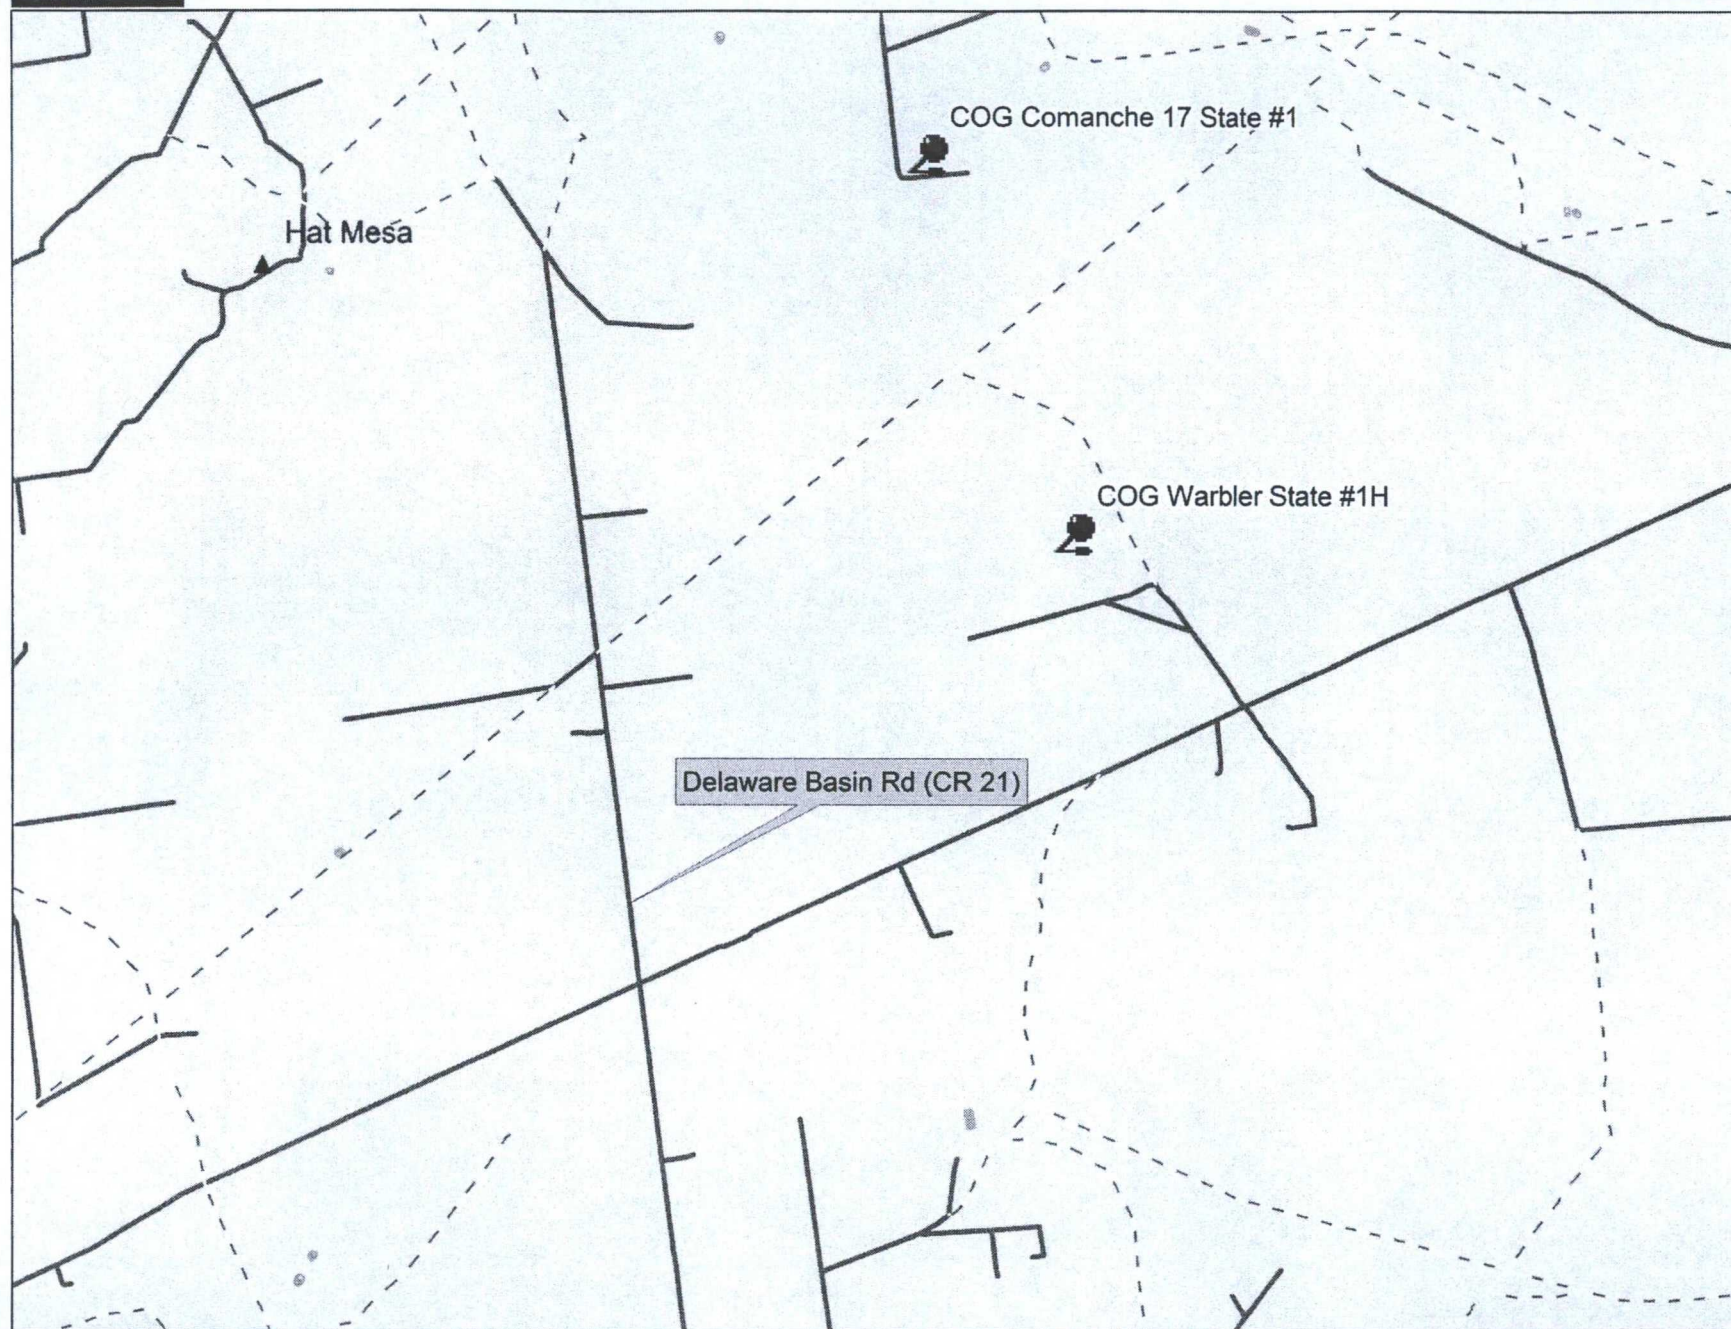 COG Comanche 17 State #1
Hat Mesa
COG Warbler State #1H
Delaware Basin Rd (CR 21)